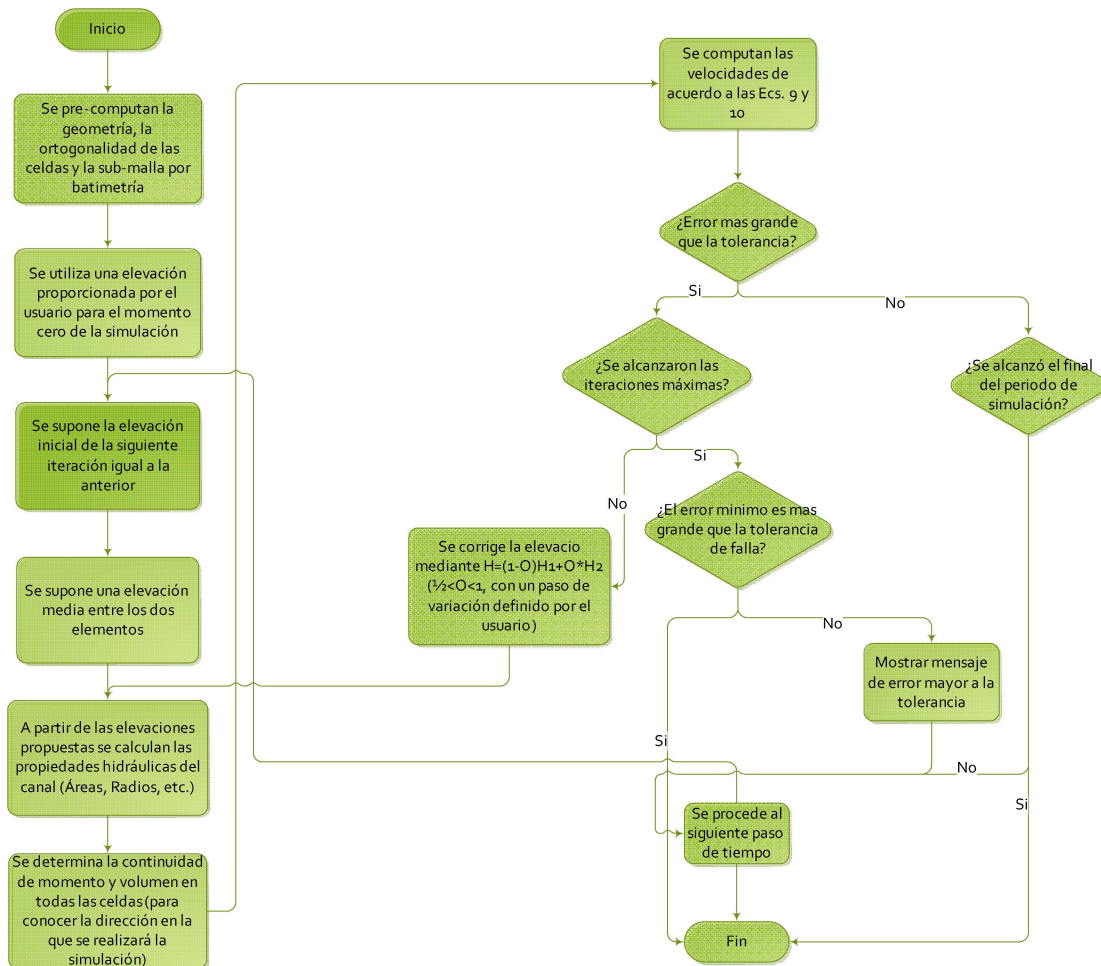 Inicio
Se pre-computan la
geometría, la
ortogonalidad de las
celdas y la sub-malla por
batimetría
Se utiliza una elevación
proporcionada por el
usuario para el momento
cero de la simulación
Se supone la elevación
inicial de la siguiente
iteración igual a la
anterior
Se supone una elevación
media entre los dos
elementos
A partir de las elevaciones
propuestas se calculan las
propiedades hidráulicas del
canal (Áreas, Radios, etc.)
Se determina la continuidad
de momento y volumen en
todas las celdas (para
conocer la dirección en la
que se realizará la
simulación)
Se computan las
velocidades de
acuerdo a las Ecs. 9 y
10
¿Error mas grande
que la tolerancia?
Si
No
¿Se alcanzaron las
iteraciones máximas?
¿Se alcanzó el final
del periodo de
simulación?
No
Si
Se corrige la elevacio
mediante H=(1-O)H1+O*H2
(½<O<1, con un paso de
variación definido por el
usuario)
¿El error minimo es mas
grande que la tolerancia
de falla?
No
Mostrar mensaje
de error mayor a la
tolerancia
Si
No
Si
Se procede al
siguiente paso
de tiempo
Fin